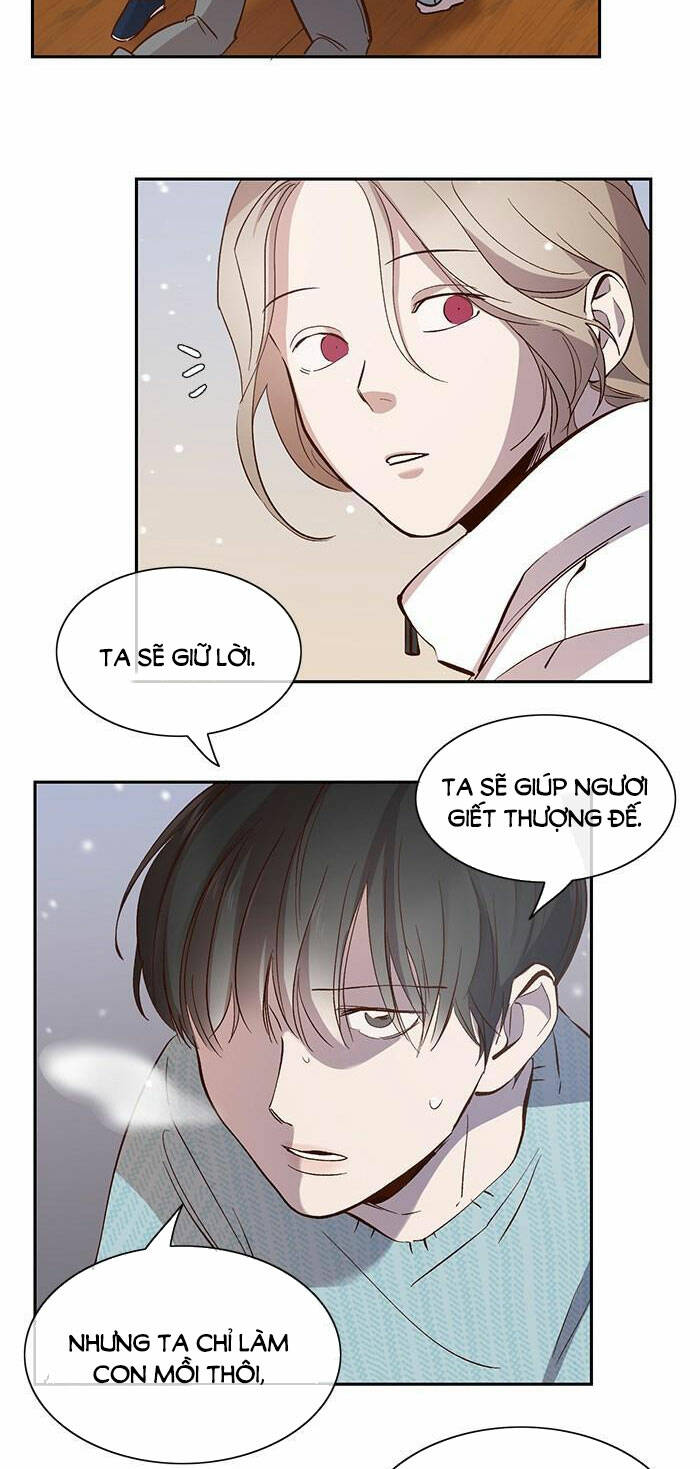 TA SẼ GIỮ LỜI.
TA SẼ GIÚP NGƯƠI
GIẾT THƯỢNG ĐẾ.
NHƯNG TA CHỈ LÀM
CON MỒI THÔI,